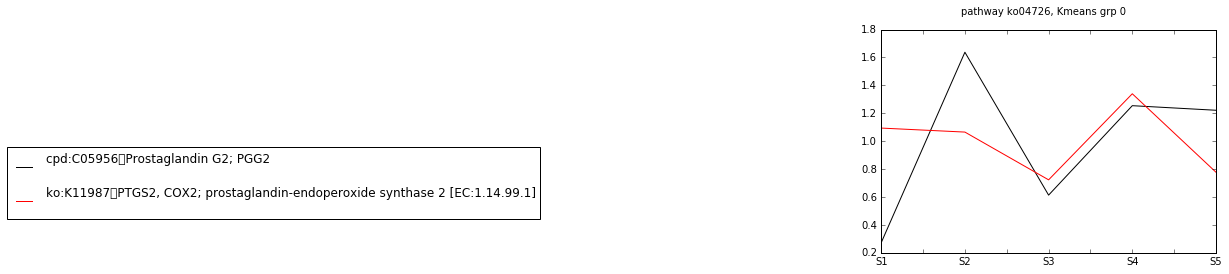 pathway ko04726, Kmeans grp 0
1.8
1.6
1.4
1.2
1.0
0.8
0.6
0.4
0.2
S1 S2 S3 S4 S5
cpd:C05956▯Prostaglandin G2; PGG2
ko:K11987▯PTGS2, COX2; prostaglandin-endoperoxide synthase 2 [EC:1.14.99.1]